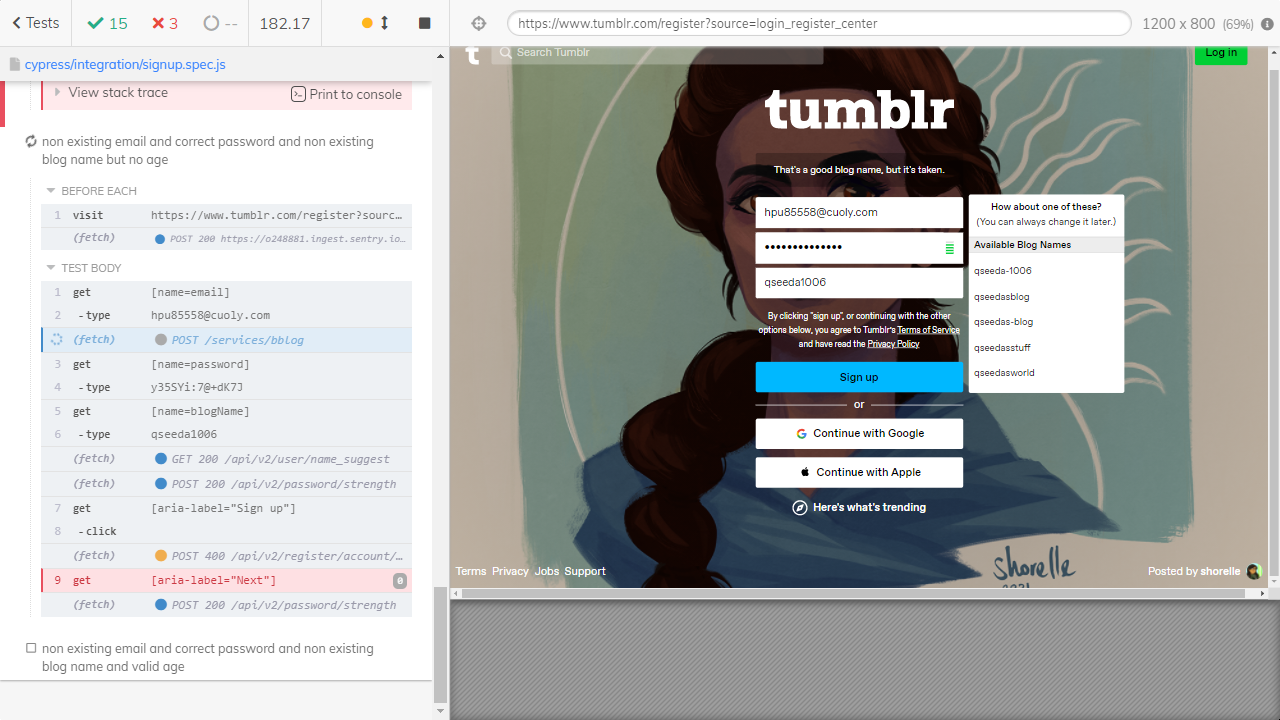 Tests
15
3
--
182.17
https://www.tumblr.com/register?source=login_register_center
1200 x 800 (69%)
cypress/integration/signup.spec.js
View stack trace
Print to console
non existing email and correct password and non existing
blog name but no age
BEFORE EACH
1 visit https://www.tumblr.com/register?sourc…
(fetch) POST 200 https://o248881.ingest.sentry.io…
TEST BODY
1 get [name=email]
2 -type hpu85558@cuoly.com
(fetch) POST /services/bblog
3 get [name=password]
4 -type y35SYi:7@+dK7J
5 get [name=blogName]
6 -type qseeda1006
(fetch) GET 200 /api/v2/user/name_suggest
(fetch) POST 200 /api/v2/password/strength
7 get [aria-label="Sign up"]
8 -click
(fetch) POST 400 /api/v2/register/account/…
9 get [aria-label="Next"] 0
(fetch) POST 200 /api/v2/password/strength
non existing email and correct password and non existing
blog name and valid age
t
Search Tumblr
Log in
tumblr
That's a good blog name, but it's taken.
hpu85558@cuoly.com
••••••••••••••
qseeda1006
How about one of these?
(You can always change it later.)
Available Blog Names
qseeda-1006
qseedasblog
qseedas-blog
qseedasstuff
qseedasworld
By clicking "sign up", or continuing with the other
options below, you agree to Tumblr's Terms of Service
and have read the Privacy Policy
Sign up
or
Continue with Google
Continue with Apple
Here's what's trending
shorelle
2021
Terms Privacy Jobs Support
Posted by shorelle